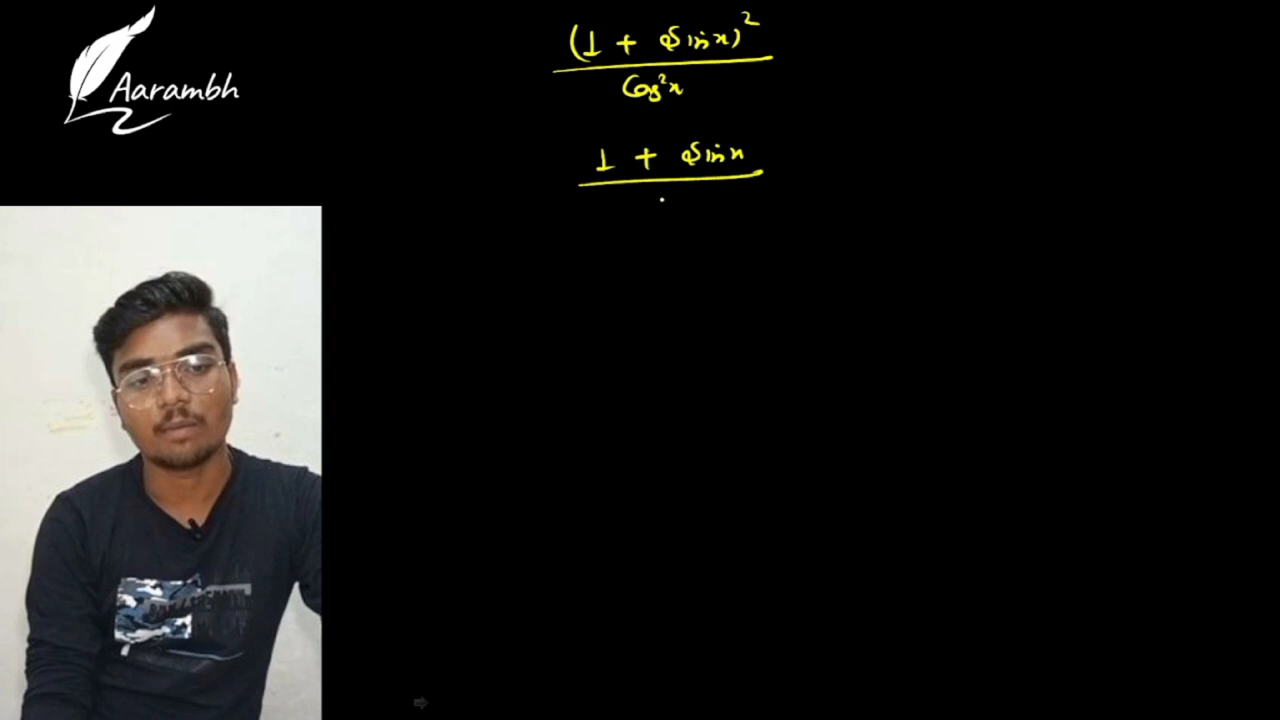 Aarambh
(1 + Sinx)²
Cos²x
1 + Sinx